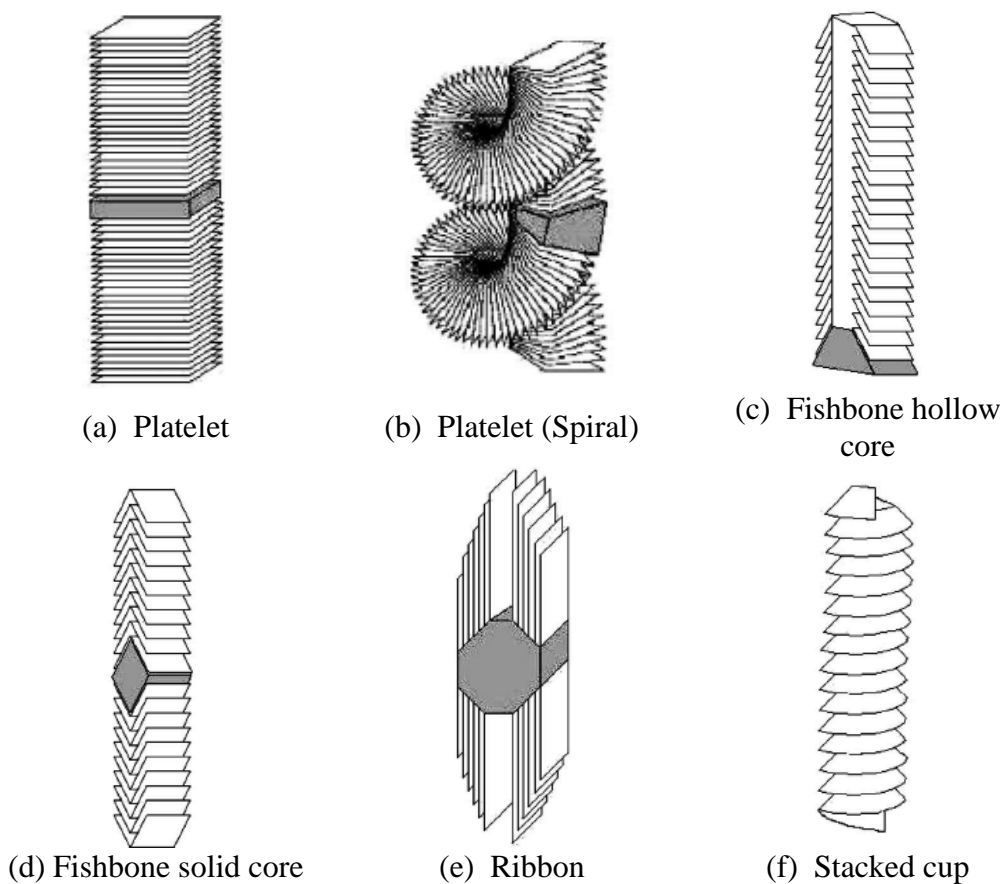 (a) Platelet
(b) Platelet (Spiral)
(c) Fishbone hollow
core
(d) Fishbone solid core
(e) Ribbon
(f) Stacked cup